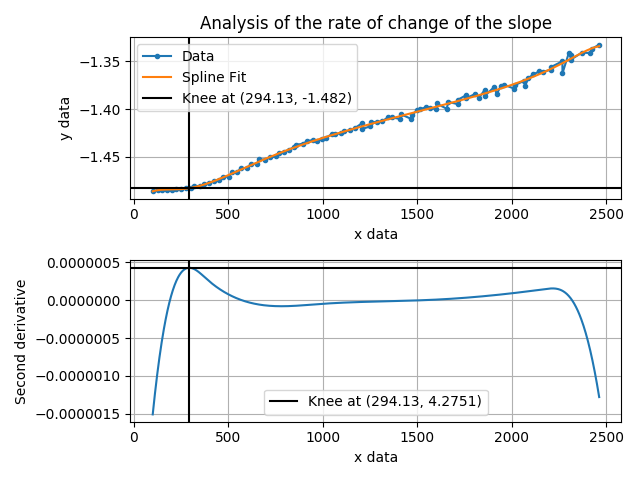 Analysis of the rate of change of the slope
Data
Spline Fit
Knee at (294.13, -1.482)
y data
−1.35
−1.40
−1.45
0 500 1000 1500 2000 2500
x data
Second derivative
0.0000005
0.0000000
−0.0000005
−0.0000010
−0.0000015
Knee at (294.13, 4.2751)
0 500 1000 1500 2000 2500
x data